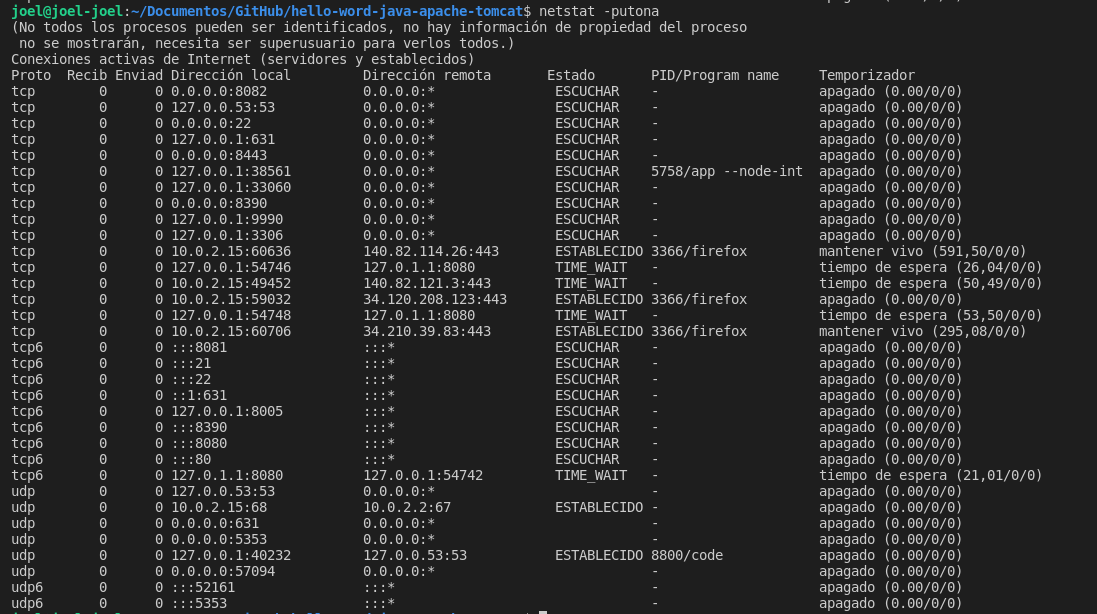 joel@joel-joel:~/Documentos/GitHub/hello-word-java-apache-tomcat$ netstat -putona
(No todos los procesos pueden ser identificados, no hay información de propiedad del proceso
 no se mostrarán, necesita ser superusuario para verlos todos.)
Conexiones activas de Internet (servidores y establecidos)
Proto  Recib Enviad Dirección local         Dirección remota       Estado       PID/Program name     Temporizador
tcp        0      0 0.0.0.0:8082            0.0.0.0:*               ESCUCHAR    -                    apagado (0.00/0/0)
tcp        0      0 127.0.0.53:53           0.0.0.0:*               ESCUCHAR    -                    apagado (0.00/0/0)
tcp        0      0 0.0.0.0:22              0.0.0.0:*               ESCUCHAR    -                    apagado (0.00/0/0)
tcp        0      0 127.0.0.1:631           0.0.0.0:*               ESCUCHAR    -                    apagado (0.00/0/0)
tcp        0      0 0.0.0.0:8443            0.0.0.0:*               ESCUCHAR    -                    apagado (0.00/0/0)
tcp        0      0 127.0.0.1:38561         0.0.0.0:*               ESCUCHAR    5758/app --node-int  apagado (0.00/0/0)
tcp        0      0 127.0.0.1:33060         0.0.0.0:*               ESCUCHAR    -                    apagado (0.00/0/0)
tcp        0      0 0.0.0.0:8390            0.0.0.0:*               ESCUCHAR    -                    apagado (0.00/0/0)
tcp        0      0 127.0.0.1:9990          0.0.0.0:*               ESCUCHAR    -                    apagado (0.00/0/0)
tcp        0      0 127.0.0.1:3306          0.0.0.0:*               ESCUCHAR    -                    apagado (0.00/0/0)
tcp        0      0 10.0.2.15:60636         140.82.114.26:443       ESTABLECIDO 3366/firefox         mantener vivo (591,50/0/0)
tcp        0      0 127.0.0.1:54746         127.0.1.1:8080          TIME_WAIT   -                    tiempo de espera (26,04/0/0)
tcp        0      0 10.0.2.15:49452         140.82.121.3:443        TIME_WAIT   -                    tiempo de espera (50,49/0/0)
tcp        0      0 10.0.2.15:59032         34.120.208.123:443      ESTABLECIDO 3366/firefox         apagado (0.00/0/0)
tcp        0      0 127.0.0.1:54748         127.0.1.1:8080          TIME_WAIT   -                    tiempo de espera (53,50/0/0)
tcp        0      0 10.0.2.15:60706         34.210.39.83:443        ESTABLECIDO 3366/firefox         mantener vivo (295,08/0/0)
tcp6       0      0 :::8081                 :::*                    ESCUCHAR    -                    apagado (0.00/0/0)
tcp6       0      0 :::21                   :::*                    ESCUCHAR    -                    apagado (0.00/0/0)
tcp6       0      0 :::22                   :::*                    ESCUCHAR    -                    apagado (0.00/0/0)
tcp6       0      0 ::1:631                 :::*                    ESCUCHAR    -                    apagado (0.00/0/0)
tcp6       0      0 127.0.0.1:8005          :::*                    ESCUCHAR    -                    apagado (0.00/0/0)
tcp6       0      0 :::8390                 :::*                    ESCUCHAR    -                    apagado (0.00/0/0)
tcp6       0      0 :::8080                 :::*                    ESCUCHAR    -                    apagado (0.00/0/0)
tcp6       0      0 :::80                   :::*                    ESCUCHAR    -                    apagado (0.00/0/0)
tcp6       0      0 127.0.1.1:8080          127.0.0.1:54742         TIME_WAIT   -                    tiempo de espera (21,01/0/0)
udp        0      0 127.0.0.53:53           0.0.0.0:*                           -                    apagado (0.00/0/0)
udp        0      0 10.0.2.15:68            10.0.2.2:67             ESTABLECIDO -                    apagado (0.00/0/0)
udp        0      0 0.0.0.0:631             0.0.0.0:*                           -                    apagado (0.00/0/0)
udp        0      0 0.0.0.0:5353            0.0.0.0:*                           -                    apagado (0.00/0/0)
udp        0      0 127.0.0.1:40232         127.0.0.53:53           ESTABLECIDO 8800/code            apagado (0.00/0/0)
udp        0      0 0.0.0.0:57094           0.0.0.0:*                           -                    apagado (0.00/0/0)
udp6       0      0 :::52161                :::*                                -                    apagado (0.00/0/0)
udp6       0      0 :::5353                 :::*                                -                    apagado (0.00/0/0)